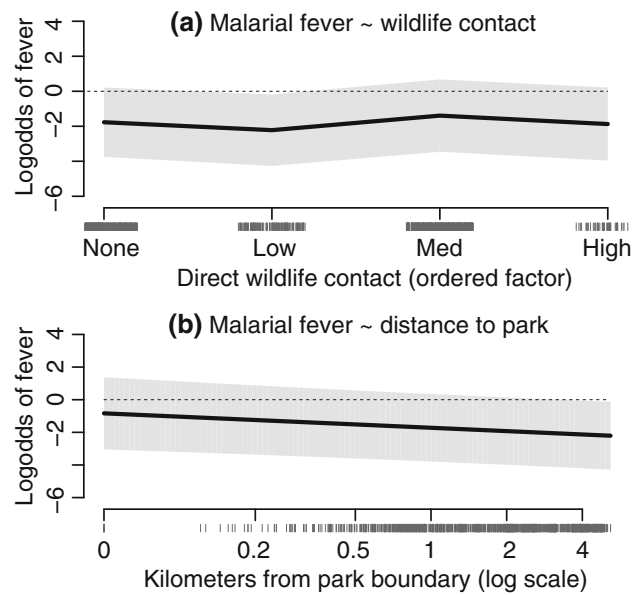 (a) Malarial fever ~ wildlife contact
Logodds of fever
4
2
0
-2
-6
None Low Med High
Direct wildlife contact (ordered factor)
(b) Malarial fever ~ distance to park
Logodds of fever
4
2
0
-2
-6
0 0.2 0.5 1 2 4
Kilometers from park boundary (log scale)